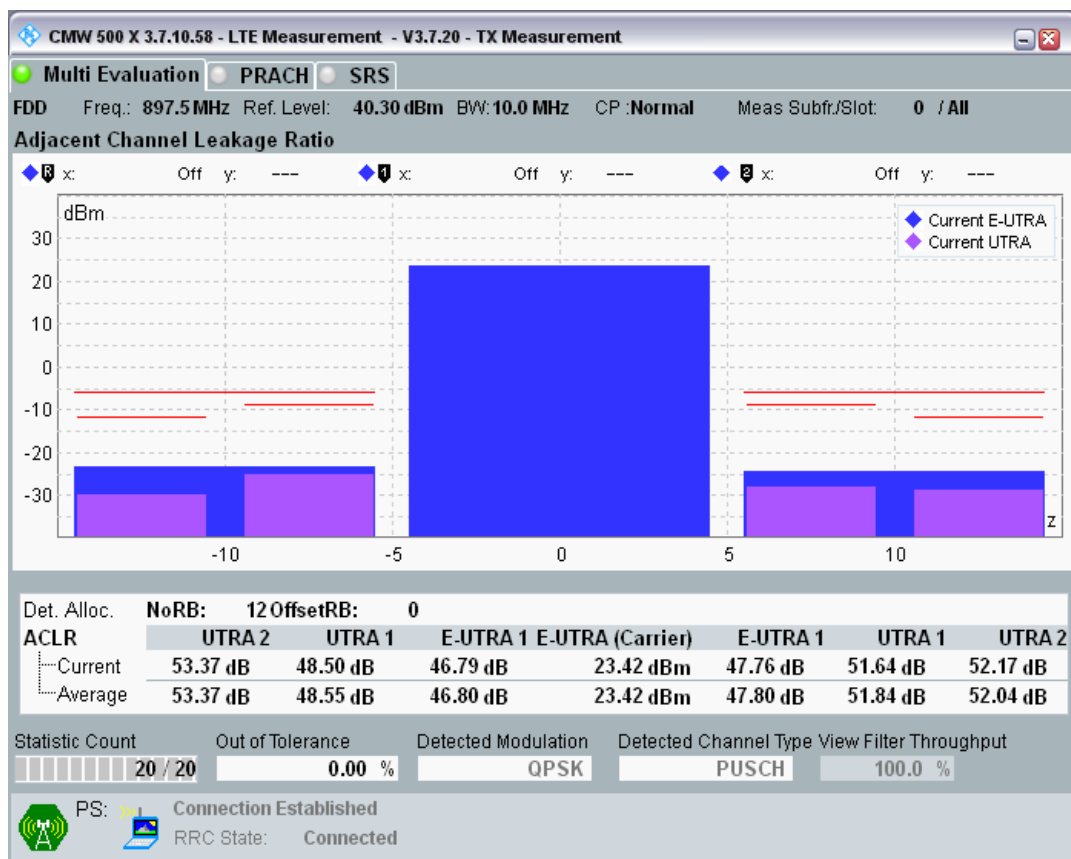 CMW 500 X 3.7.10.58 - LTE Measurement - V3.7.20 - TX Measurement
Multi Evaluation PRACH SRS
FDD Freq.: 897.5 MHz Ref. Level: 40.30 dBm BW: 10.0 MHz CP :Normal Meas Subfr./Slot: 0 / All
Adjacent Channel Leakage Ratio
R x: Off y: --- 1 x: Off y: --- 2 x: Off y: ---
dBm
Current E-UTRA
Current UTRA
30
20
10
0
-10
-20
-30
z
-10 -5 0 5 10
Det. Alloc. NoRB: 12 OffsetRB: 0
ACLR UTRA 2 UTRA 1 E-UTRA 1 E-UTRA (Carrier) E-UTRA 1 UTRA 1 UTRA 2
Current 53.37 dB 48.50 dB 46.79 dB 23.42 dBm 47.76 dB 51.64 dB 52.17 dB
Average 53.37 dB 48.55 dB 46.80 dB 23.42 dBm 47.80 dB 51.84 dB 52.04 dB
Statistic Count Out of Tolerance Detected Modulation Detected Channel Type View Filter Throughput
20 / 20 0.00 % QPSK PUSCH 100.0 %
PS: Connection Established
RRC State: Connected